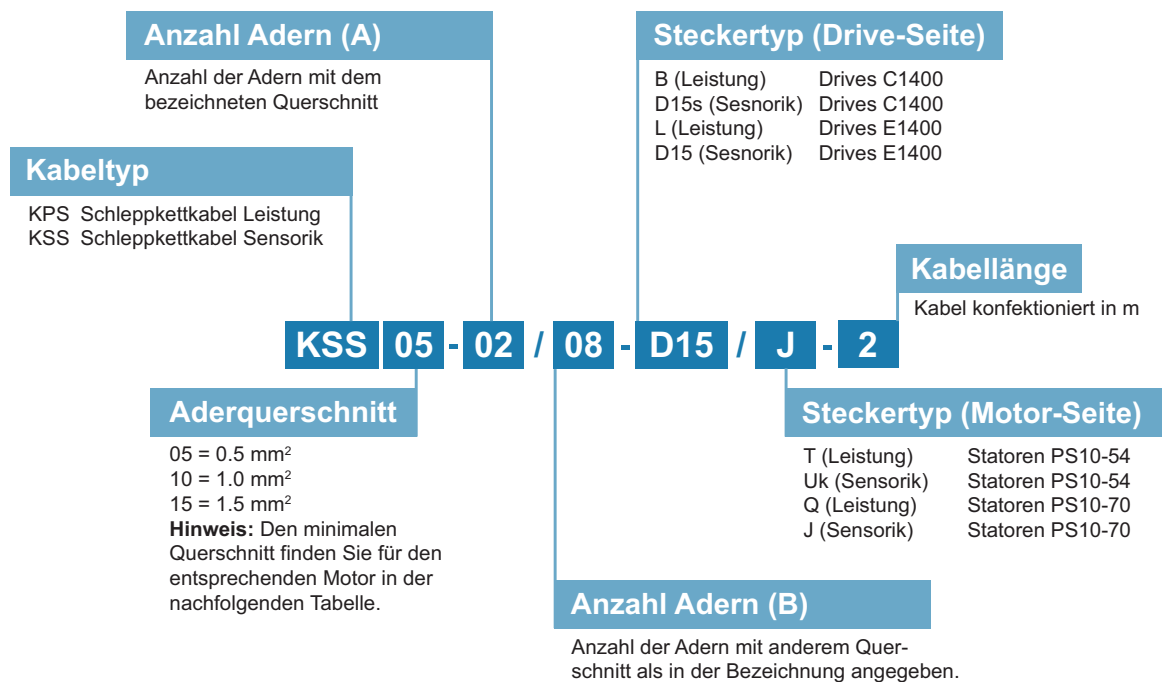 Anzahl Adern (A)
Anzahl der Adern mit dem
bezeichneten Querschnitt
Steckertyp (Drive-Seite)
B (Leistung) Drives C1400
D15s (Sesnorik) Drives C1400
L (Leistung) Drives E1400
D15 (Sesnorik) Drives E1400
Kabeltyp
KPS Schleppkettkabel Leistung
KSS Schleppkettkabel Sensorik
Kabellänge
Kabel konfektioniert in m
KSS 05 - 02 / 08 - D15 / J - 2
Aderquerschnitt
05 = 0.5 mm²
10 = 1.0 mm²
15 = 1.5 mm²
Hinweis: Den minimalen
Querschnitt finden Sie für den
entsprechenden Motor in der
nachfolgenden Tabelle.
Steckertyp (Motor-Seite)
T (Leistung) Statoren PS10-54
Uk (Sensorik) Statoren PS10-54
Q (Leistung) Statoren PS10-70
J (Sensorik) Statoren PS10-70
Anzahl Adern (B)
Anzahl der Adern mit anderem Quer-
schnitt als in der Bezeichnung angegeben.